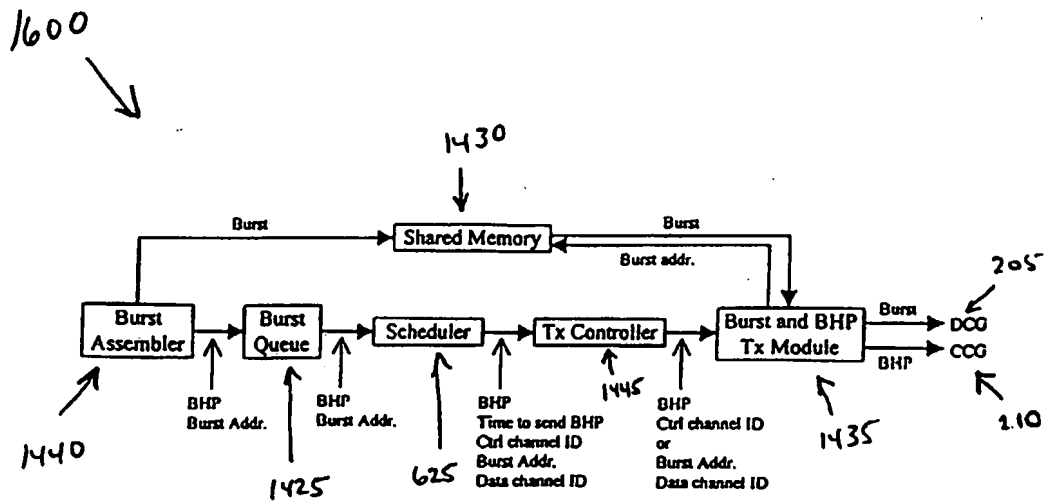 1600
1430
Burst
Shared Memory
Burst
Burst addr.
205
Burst
Assembler
Burst
Queue
Scheduler
Tx Controller
Burst and BHP
Tx Module
Burst
DCG
BHP
CCG
BHP
Burst Addr.
BHP
Burst Addr.
BHP
Time to send BHP
Ctrl channel ID
Burst Addr.
Data channel ID
1445
BHP
Ctrl channel ID
or
Burst Addr.
Data channel ID
1435
210
1440
1425
625